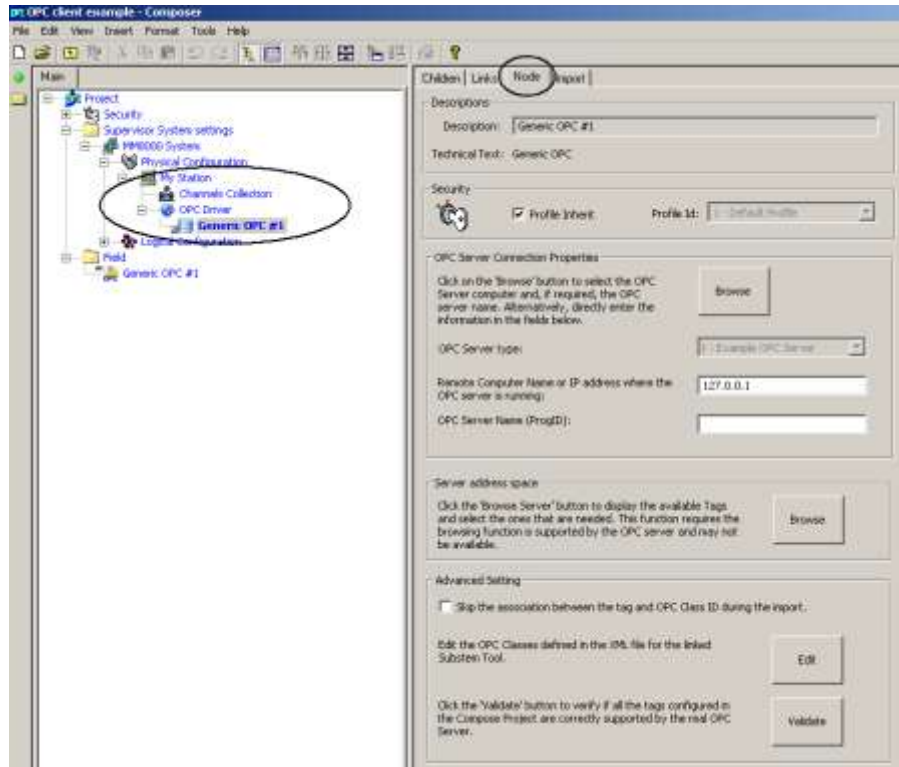 OPC client example - Composer
File Edit View Insert Format Tools Help
Main
Project
Security
Supervisor System settings
MM8000 System
Physical Configuration
My Station
Channels Collection
OPC Driver
Generic OPC #1
Logical Configuration
Field
Generic OPC #1
Children Links Node Import
Descriptions
Description: Generic OPC #1
Technical Text: Generic OPC
Security
Profile Inherit Profile Id: 1 - Default Profile
OPC Server Connection Properties
Click on the 'Browse' button to select the OPC
Server computer and, if required, the OPC
server name. Alternatively, directly enter the
information in the fields below.
Browse
OPC Server type: Example OPC Server
Remote Computer Name or IP address where the
OPC server is running:
127.0.0.1
OPC Server Name (ProgID):
Server address space
Click the 'Browse Server' button to display the available Tags
and select the ones that are needed. This function requires the
browsing function is supported by the OPC server and may not
be available.
Browse
Advanced Setting
Skip the association between the tag and OPC Class ID during the import.
Edit the OPC Classes defined in the XML file for the linked
Substem Tool.
Edit
Click the 'Validate' button to verify if all the tags configured in
the Compose Project are correctly supported by the real OPC
Server.
Validate